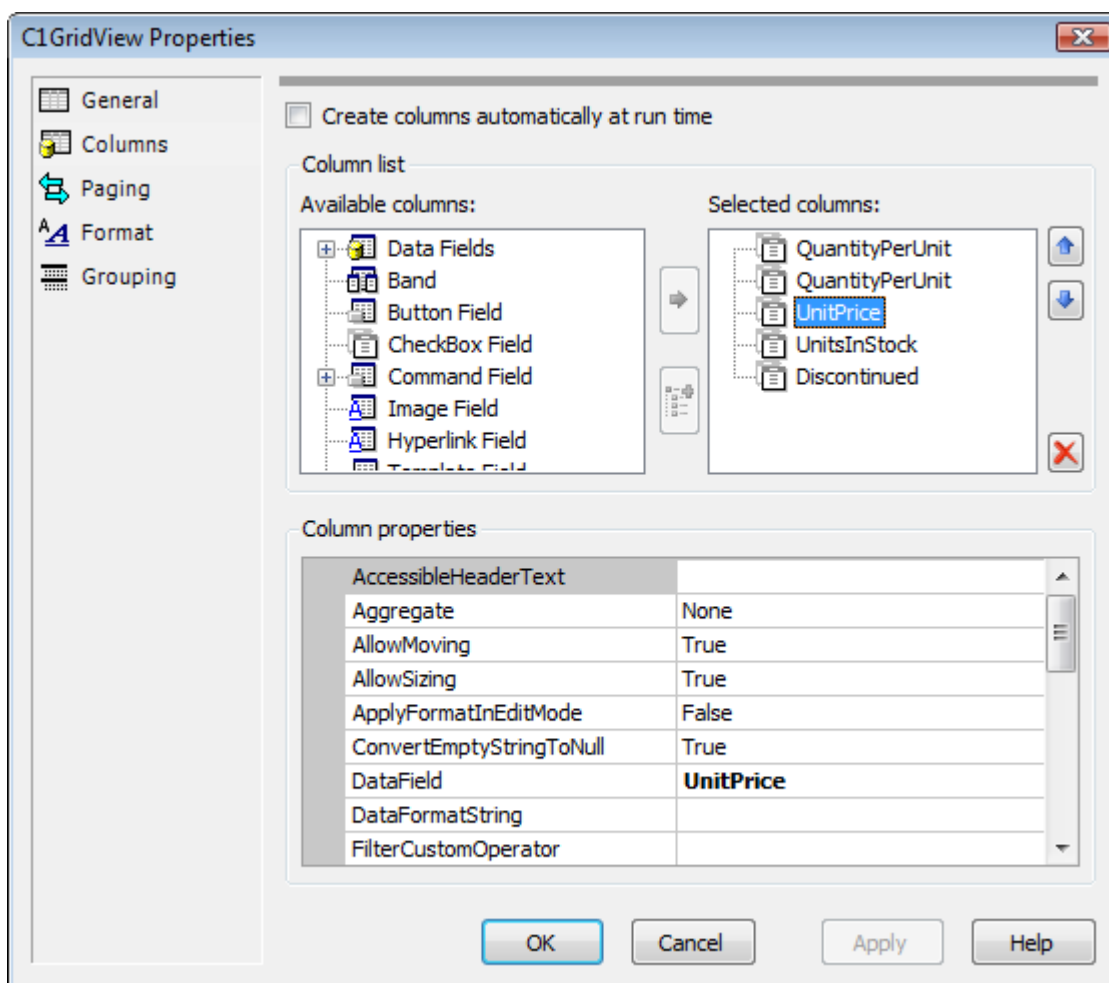 C1GridView Properties
General
Columns
Paging
Format
Grouping
Create columns automatically at run time
Column list
Available columns:
Data Fields
Band
Button Field
CheckBox Field
Command Field
Image Field
Hyperlink Field
Template Field
Selected columns:
QuantityPerUnit
QuantityPerUnit
UnitPrice
UnitsInStock
Discontinued
Column properties
AccessibleHeaderText
Aggregate None
AllowMoving True
AllowSizing True
ApplyFormatInEditMode False
ConvertEmptyStringToNull True
DataField UnitPrice
DataFormatString
FilterCustomOperator
OK Cancel Apply Help